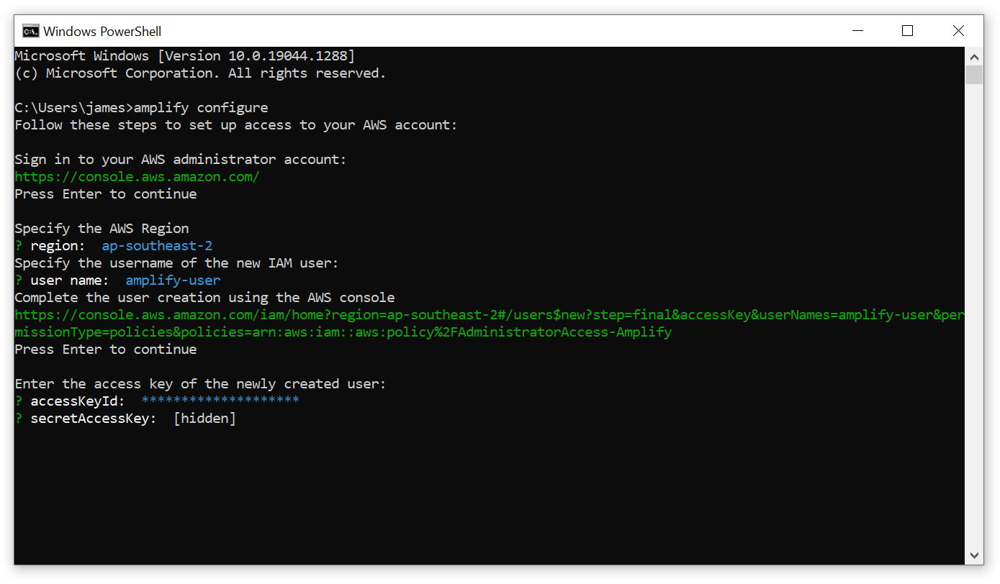 Windows PowerShell
Microsoft Windows [Version 10.0.19044.1288]
(c) Microsoft Corporation. All rights reserved.
C:\Users\james>amplify configure
Follow these steps to set up access to your AWS account:
Sign in to your AWS administrator account:
https://console.aws.amazon.com/
Press Enter to continue
Specify the AWS Region
? region:  ap-southeast-2
Specify the username of the new IAM user:
? user name:  amplify-user
Complete the user creation using the AWS console
https://console.aws.amazon.com/iam/home?region=ap-southeast-2#/users$new?step=final&accessKey&userNames=amplify-user&per
missionType=policies&policies=arn:aws:iam::aws:policy%2FAdministratorAccess-Amplify
Press Enter to continue
Enter the access key of the newly created user:
? accessKeyId:  ********************
? secretAccessKey:  [hidden]